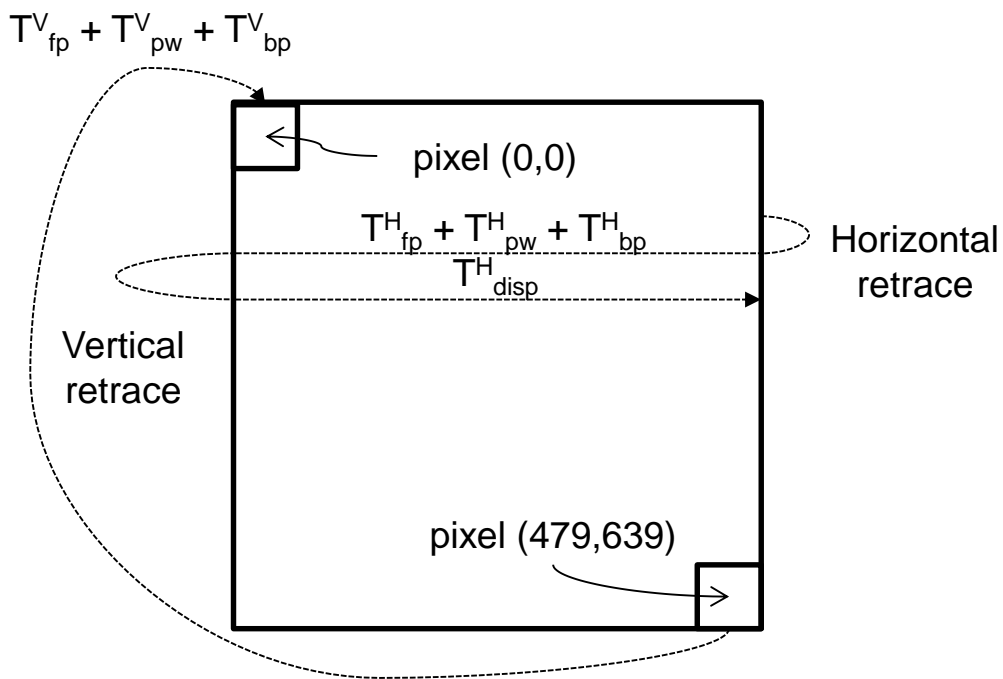 Tⱽfp + Tⱽpw + Tⱽbp
pixel (0,0)
Tᴴfp + Tᴴpw + Tᴴbp
Tᴴdisp
Horizontal
retrace
Vertical
retrace
pixel (479,639)